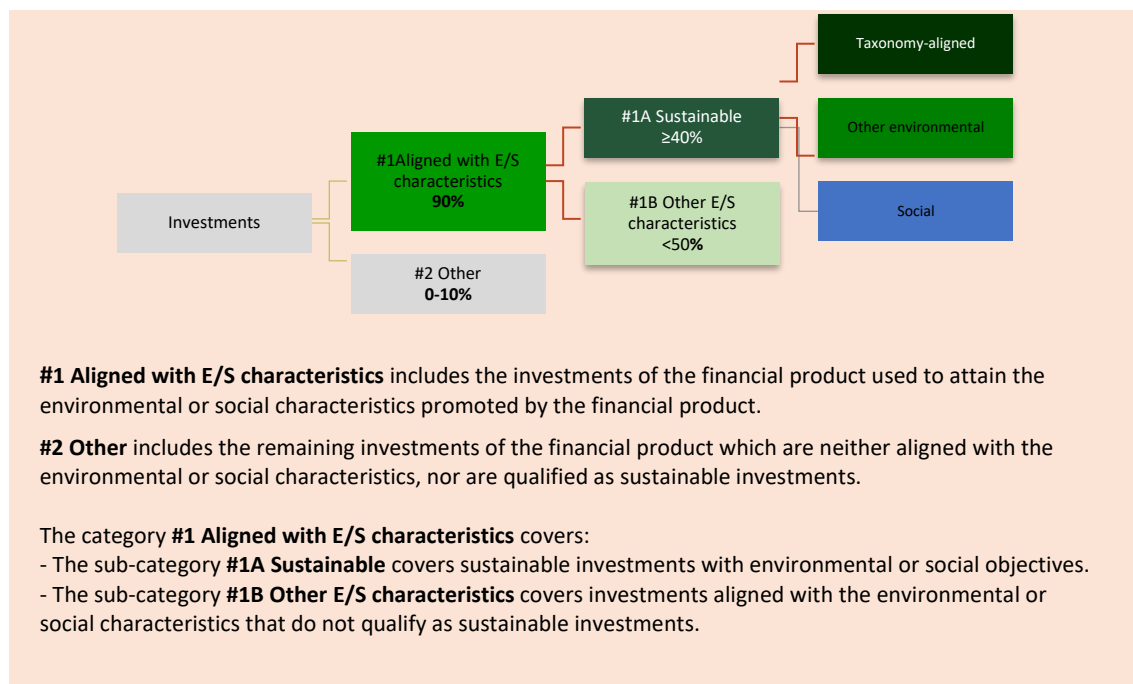 Taxonomy-aligned
#1A Sustainable
≥40%
Other environmental
#1Aligned with E/S
characteristics
90%
#1B Other E/S
characteristics
<50%
Social
Investments
#2 Other
0-10%
#1 Aligned with E/S characteristics includes the investments of the financial product used to attain the
environmental or social characteristics promoted by the financial product.
#2 Other includes the remaining investments of the financial product which are neither aligned with the
environmental or social characteristics, nor are qualified as sustainable investments.
The category #1 Aligned with E/S characteristics covers:
- The sub-category #1A Sustainable covers sustainable investments with environmental or social objectives.
- The sub-category #1B Other E/S characteristics covers investments aligned with the environmental or
social characteristics that do not qualify as sustainable investments.